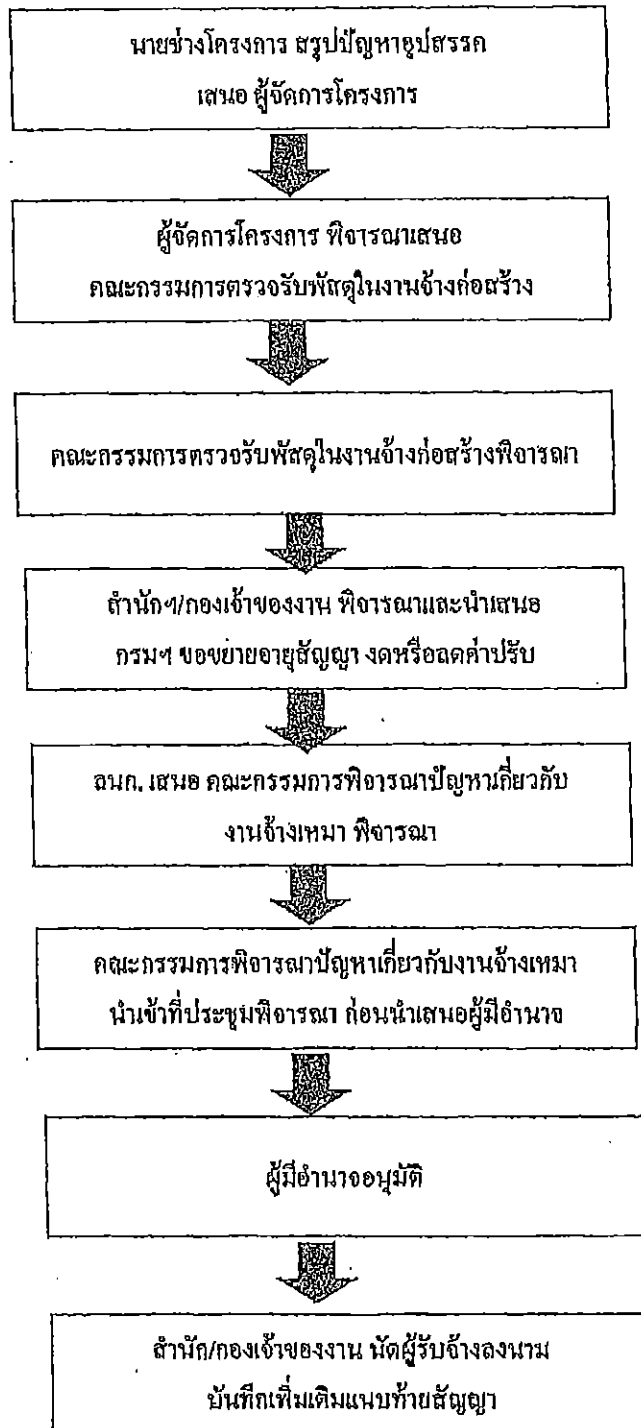 นายช่างโครงการ สรุปปัญหาอุปสรรค
เสนอ ผู้จัดการโครงการ
ผู้จัดการโครงการ พิจารณาเสนอ
คณะกรรมการตรวจรับพัสดุในงานจ้างก่อสร้าง
คณะกรรมการตรวจรับพัสดุในงานจ้างก่อสร้างพิจารณา
สำนักฯ/กองเจ้าของงาน พิจารณาและนำเสนอ
กรมฯ ขอขยายอายุสัญญา งดหรือลดค่าปรับ
ลนก. เสนอ คณะกรรมการพิจารณาปัญหาเกี่ยวกับ
งานจ้างเหมา พิจารณา
คณะกรรมการพิจารณาปัญหาเกี่ยวกับงานจ้างเหมา
นำเข้าที่ประชุมพิจารณา ก่อนนำเสนอผู้มีอำนาจ
ผู้มีอำนาจอนุมัติ
สำนัก/กองเจ้าของงาน นัดผู้รับจ้างลงนาม
บันทึกเพิ่มเติมแนบท้ายสัญญา